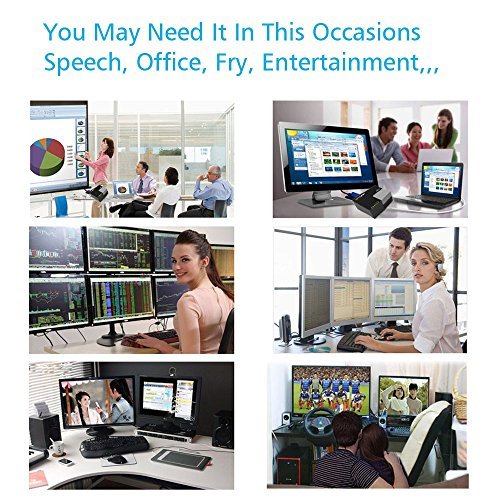 You May Need It In This Occasions
Speech, Office, Fry, Entertainment,,,